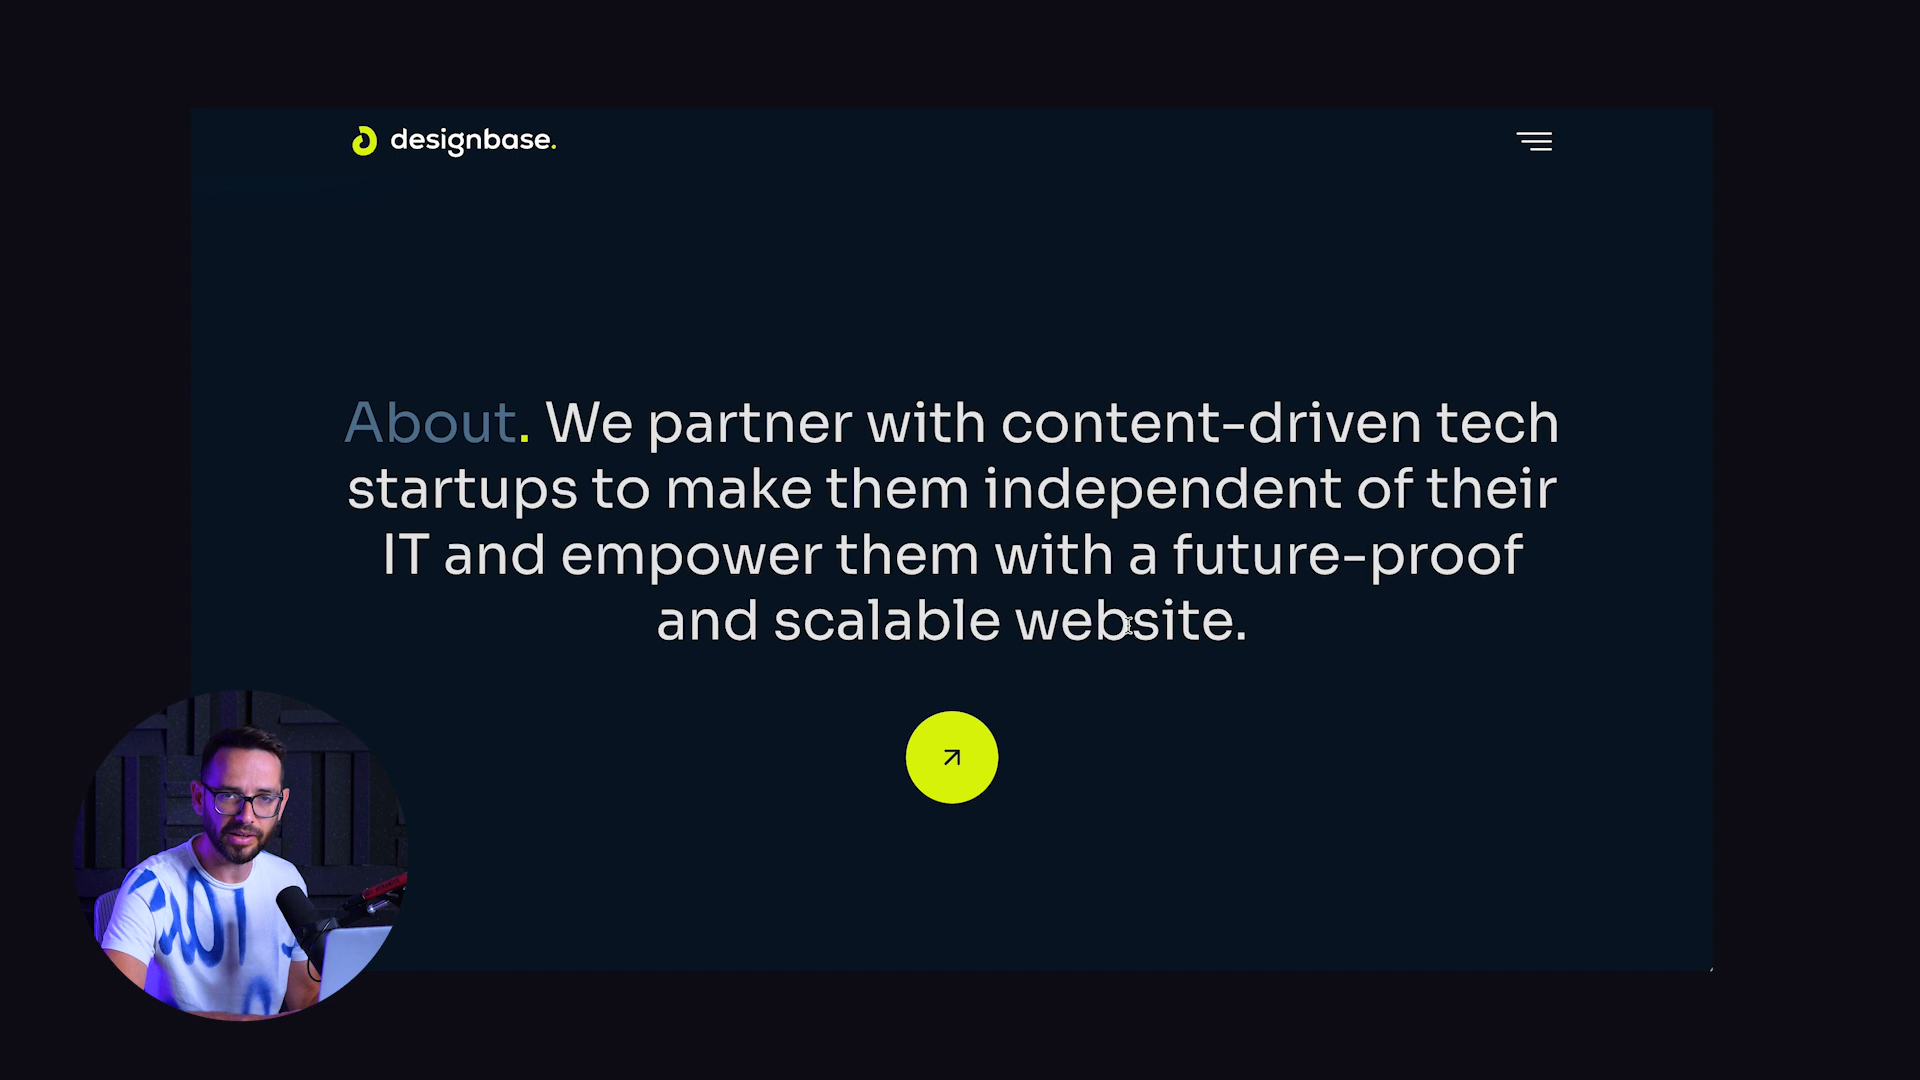 designbase.
About. We partner with content-driven tech
startups to make them independent of their
IT and empower them with a future-proof
and scalable website.